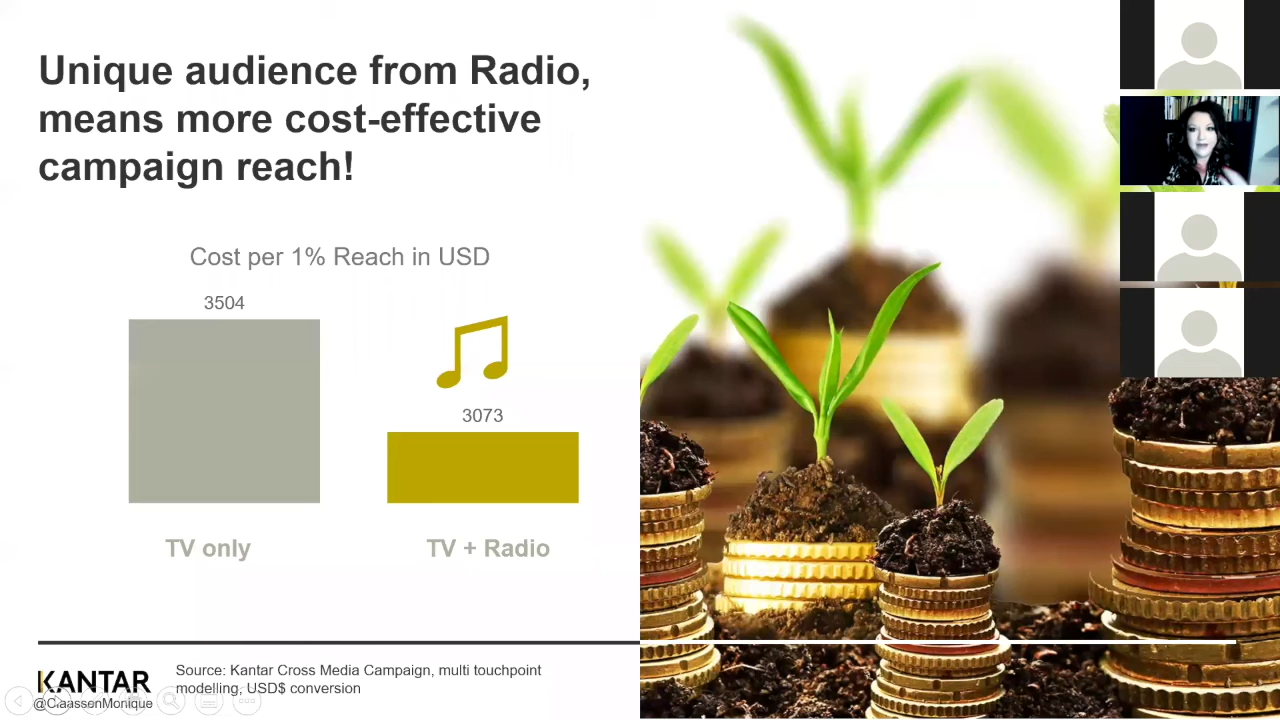 Unique audience from Radio,
means more cost-effective
campaign reach!
Cost per 1% Reach in USD
3504
3073
TV only
TV + Radio
KANTAR
Source: Kantar Cross Media Campaign, multi touchpoint
modelling, USD$ conversion
@ClaassenMonique